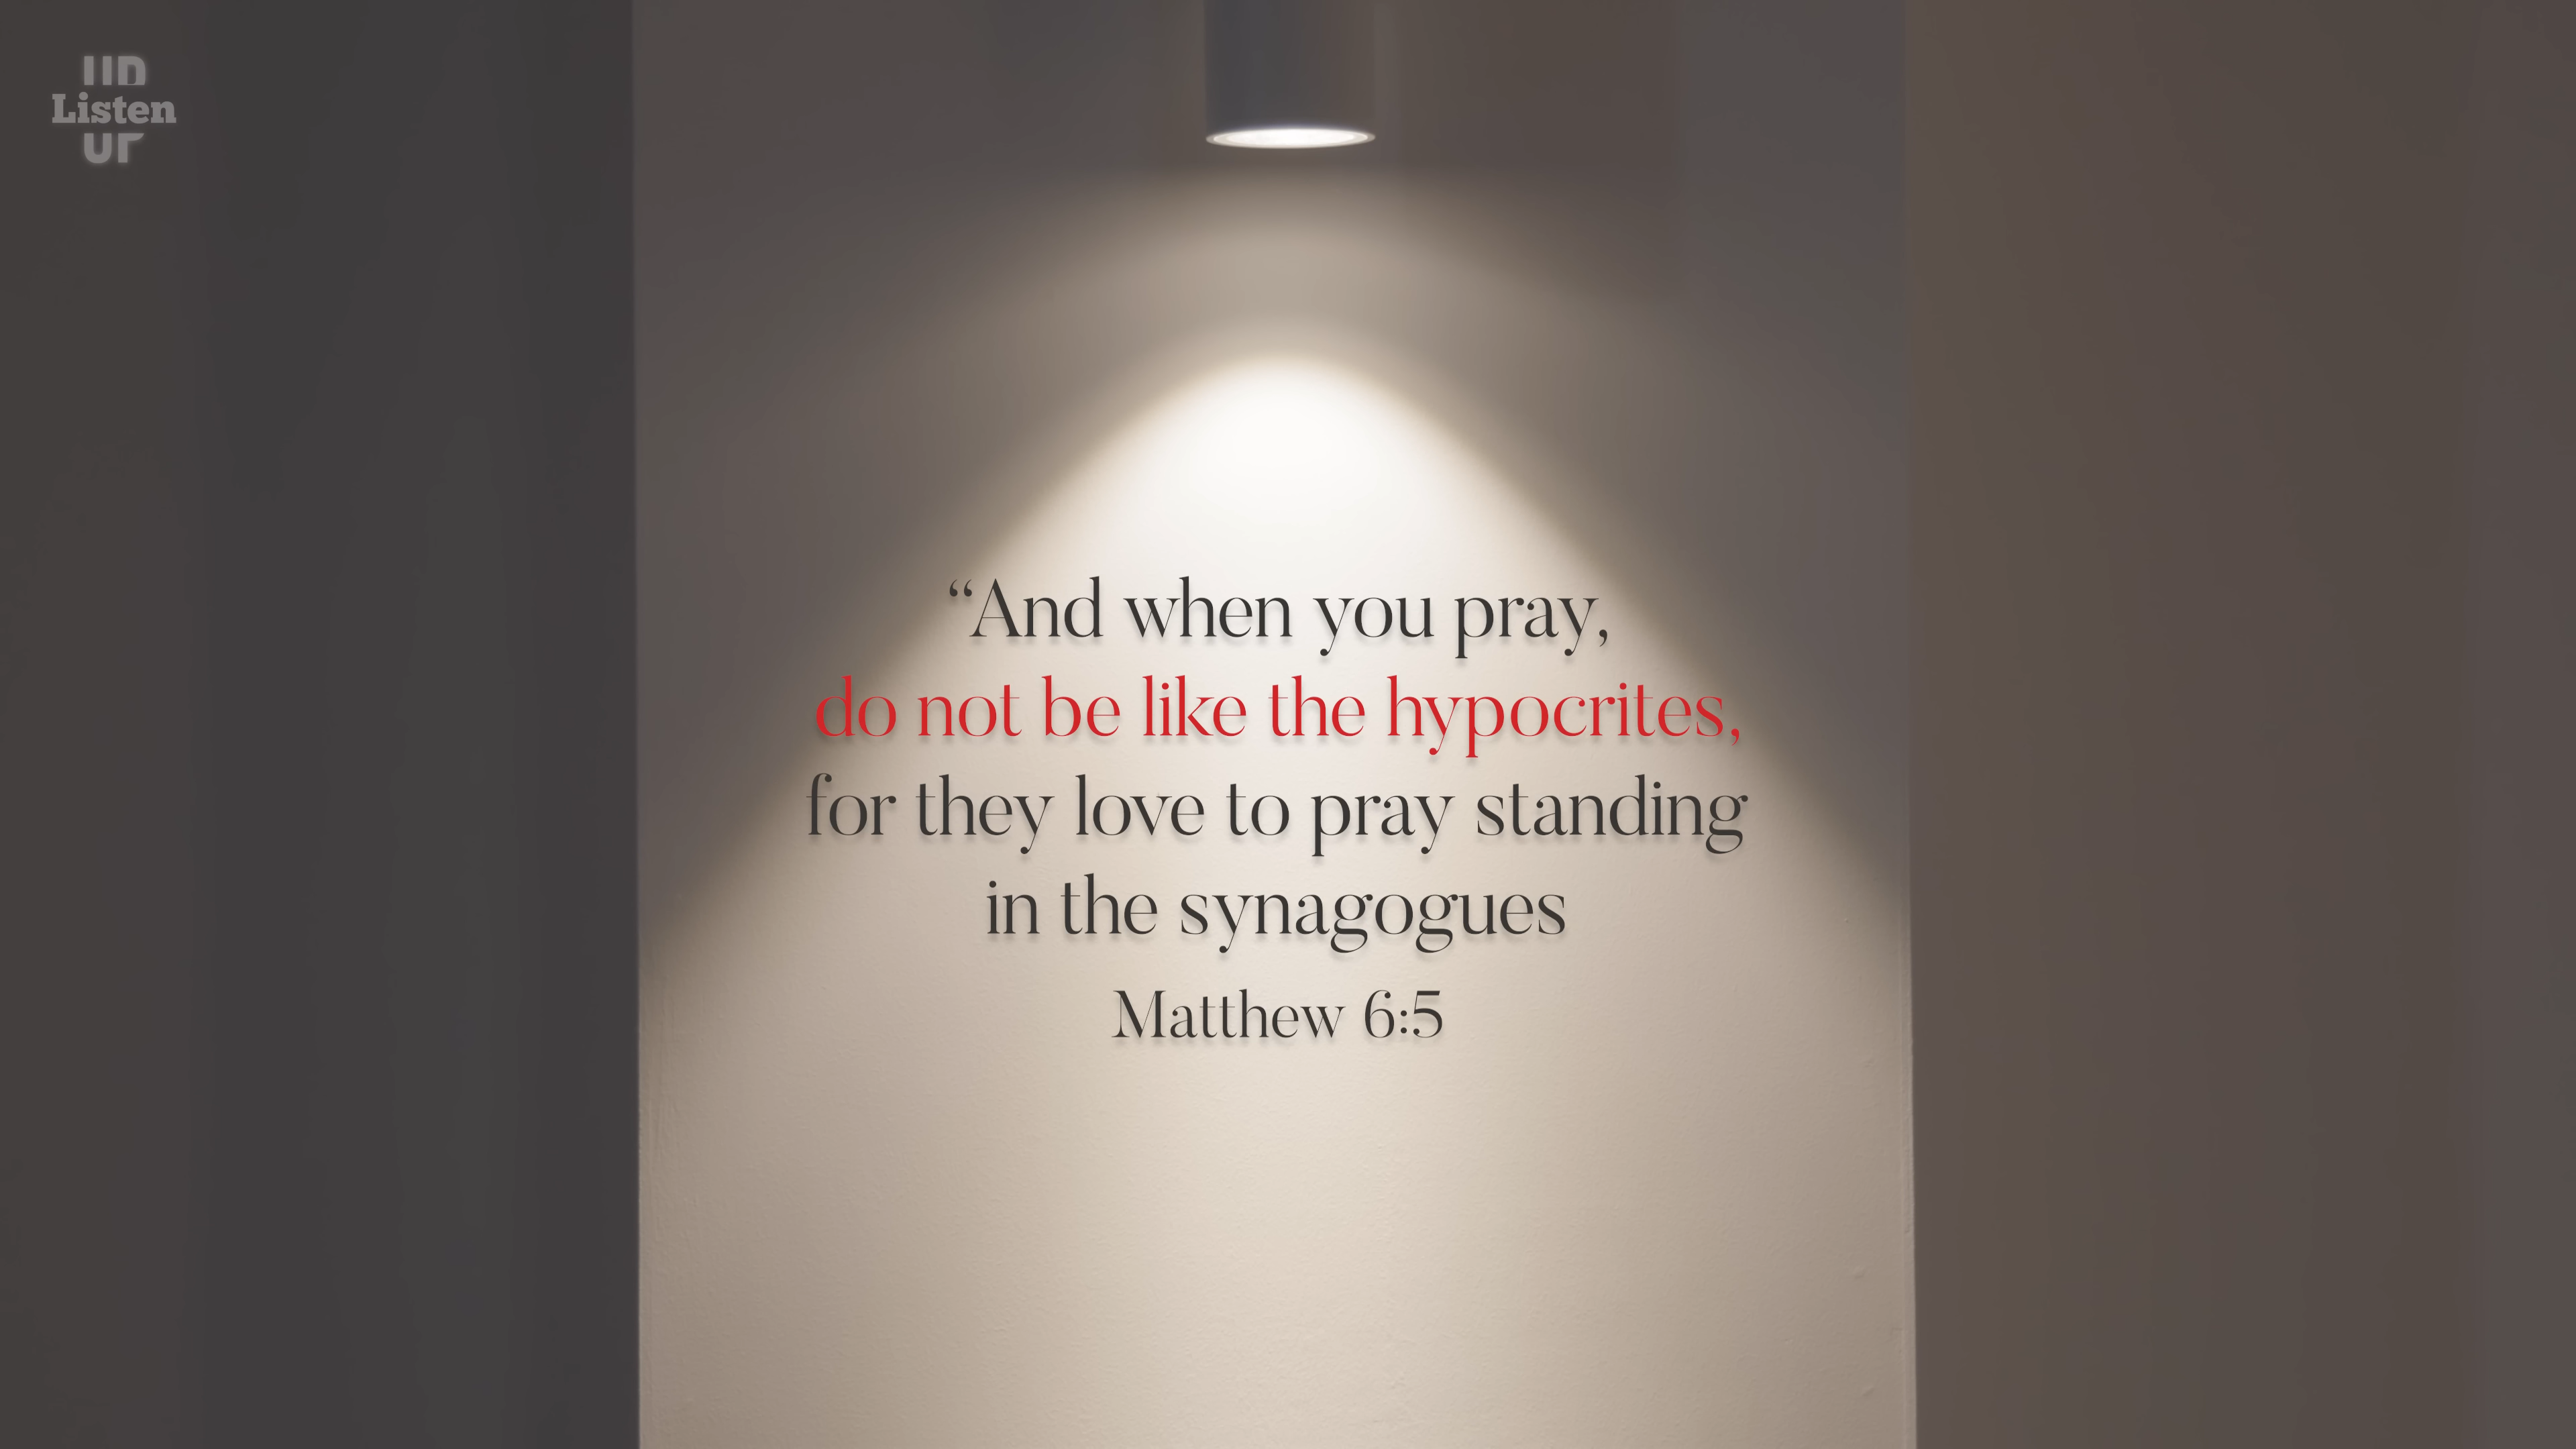 Listen
UP
“And when you pray,
do not be like the hypocrites,
for they love to pray standing
in the synagogues
Matthew 6:5